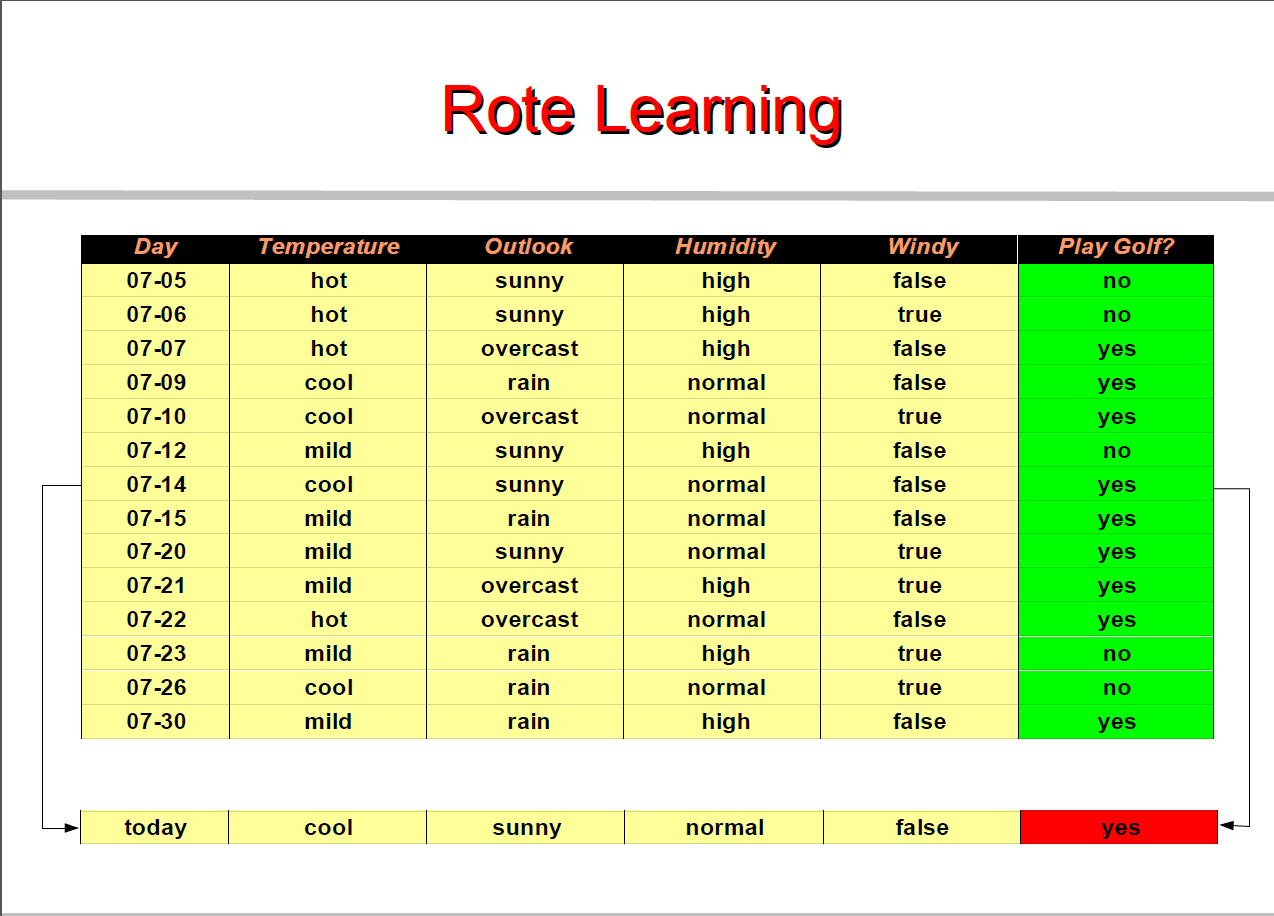 Rote Learning
Day Temperature Outlook Humidity Windy Play Golf?
07-05 hot sunny high false no
07-06 hot sunny high true no
07-07 hot overcast high false yes
07-09 cool rain normal false yes
07-10 cool overcast normal true yes
07-12 mild sunny high false no
07-14 cool sunny normal false yes
07-15 mild rain normal false yes
07-20 mild sunny normal true yes
07-21 mild overcast high true yes
07-22 hot overcast normal false yes
07-23 mild rain high true no
07-26 cool rain normal true no
07-30 mild rain high false yes
today cool sunny normal false yes